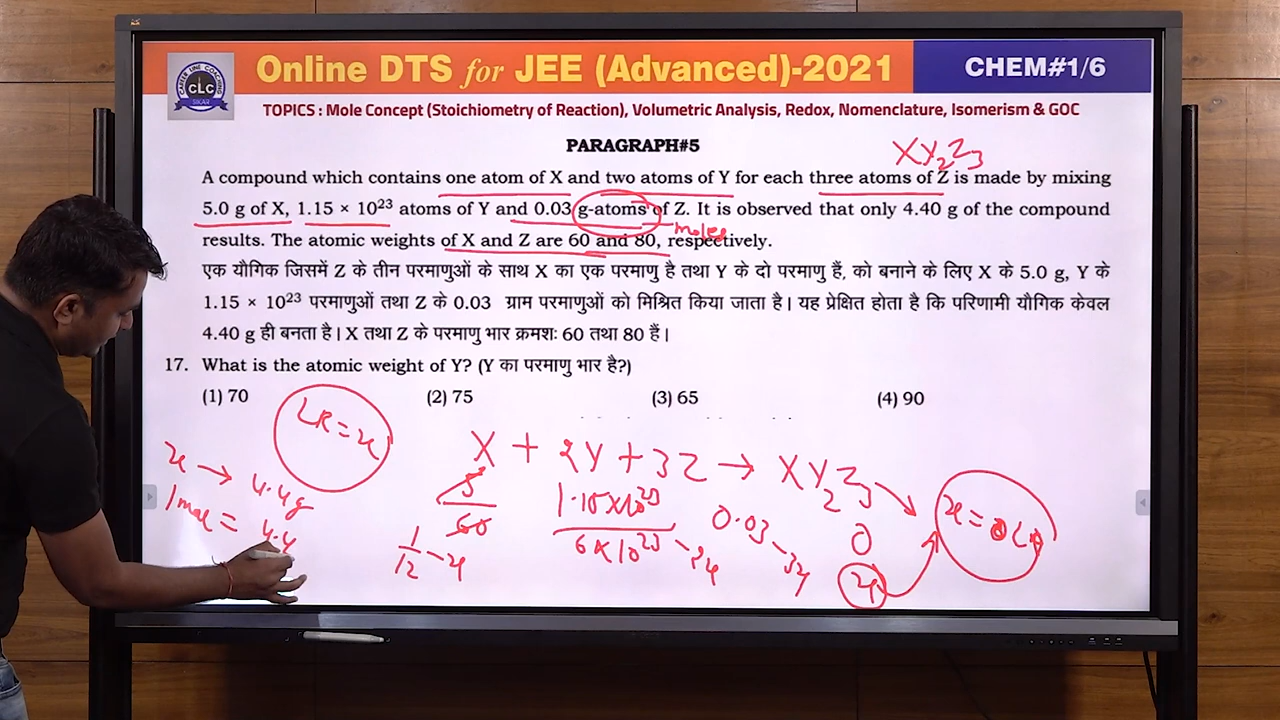 Online DTS for JEE (Advanced)-2021
CHEM#1/6
CAREER LINE COACHING
CLC
SIKAR
TOPICS : Mole Concept (Stoichiometry of Reaction), Volumetric Analysis, Redox, Nomenclature, Isomerism & GOC
PARAGRAPH#5
XY₂Z₃
A compound which contains one atom of X and two atoms of Y for each three atoms of Z is made by mixing
5.0 g of X, 1.15 × 10²³ atoms of Y and 0.03 g-atoms of Z. It is observed that only 4.40 g of the compound
moles
results. The atomic weights of X and Z are 60 and 80, respectively.
एक यौगिक जिसमें Z के तीन परमाणुओं के साथ X का एक परमाणु है तथा Y के दो परमाणु हैं, को बनाने के लिए X के 5.0 g, Y के
1.15 × 10²³ परमाणुओं तथा Z के 0.03 ग्राम परमाणुओं को मिश्रित किया जाता है। यह प्रेक्षित होता है कि परिणामी यौगिक केवल
4.40 g ही बनता है। X तथा Z के परमाणु भार क्रमशः 60 तथा 80 हैं।
17. What is the atomic weight of Y? (Y का परमाणु भार है?)
(1) 70 (2) 75 (3) 65 (4) 90
LR = x
X + 2Y + 3Z → XY₂Z₃
x → 4.4g
5/60 1.15×10²³/6×10²³ 0.03 0
1 mol = 4.4
1/12